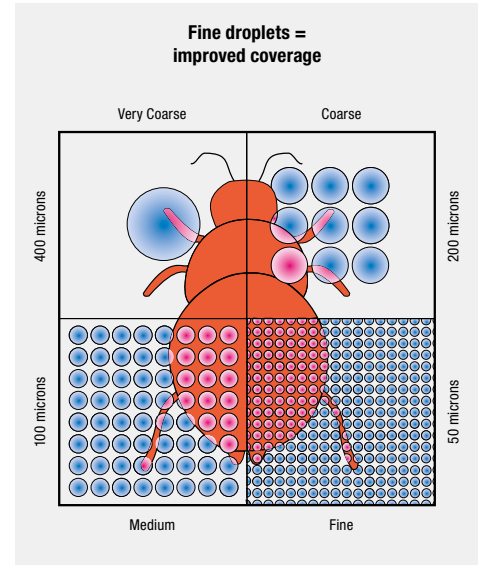 Fine droplets =
improved coverage
Very Coarse
Coarse
400 microns
200 microns
100 microns
50 microns
Medium
Fine